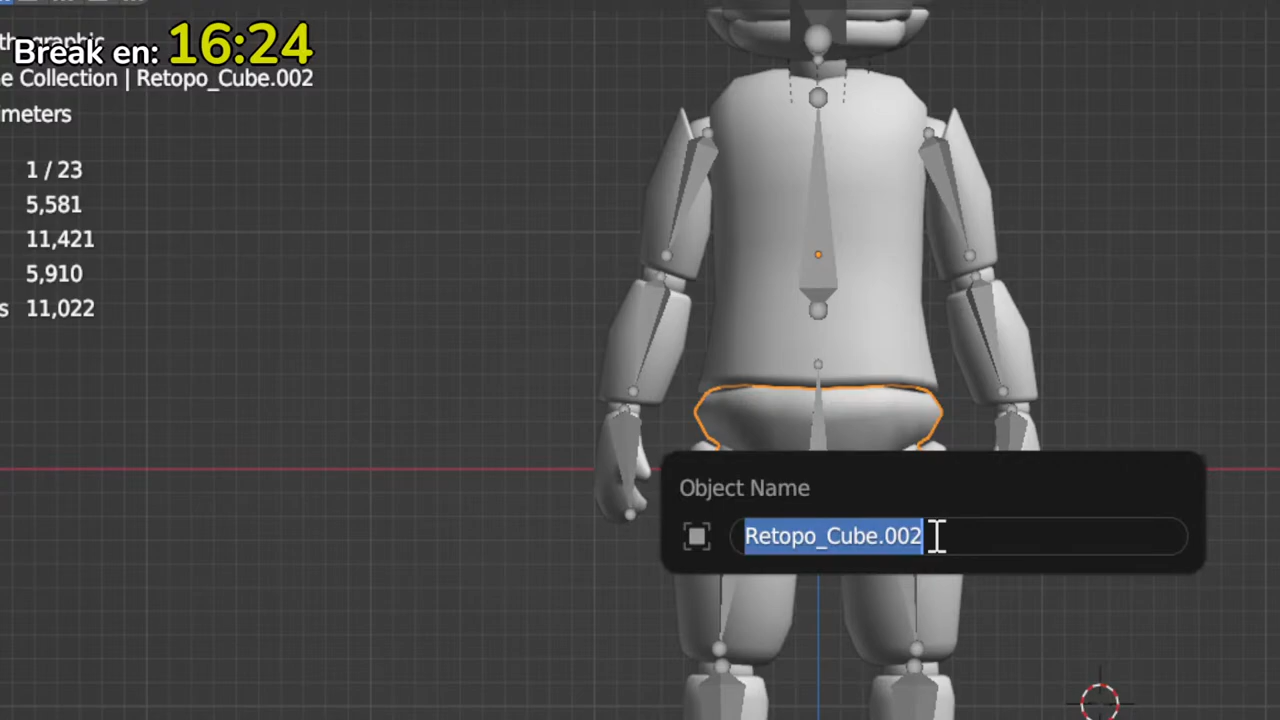 Break en: 16:24
e Collection | Retopo_Cube.002
imeters
1 / 23
5,581
11,421
5,910
s 11,022
Object Name
Retopo_Cube.002